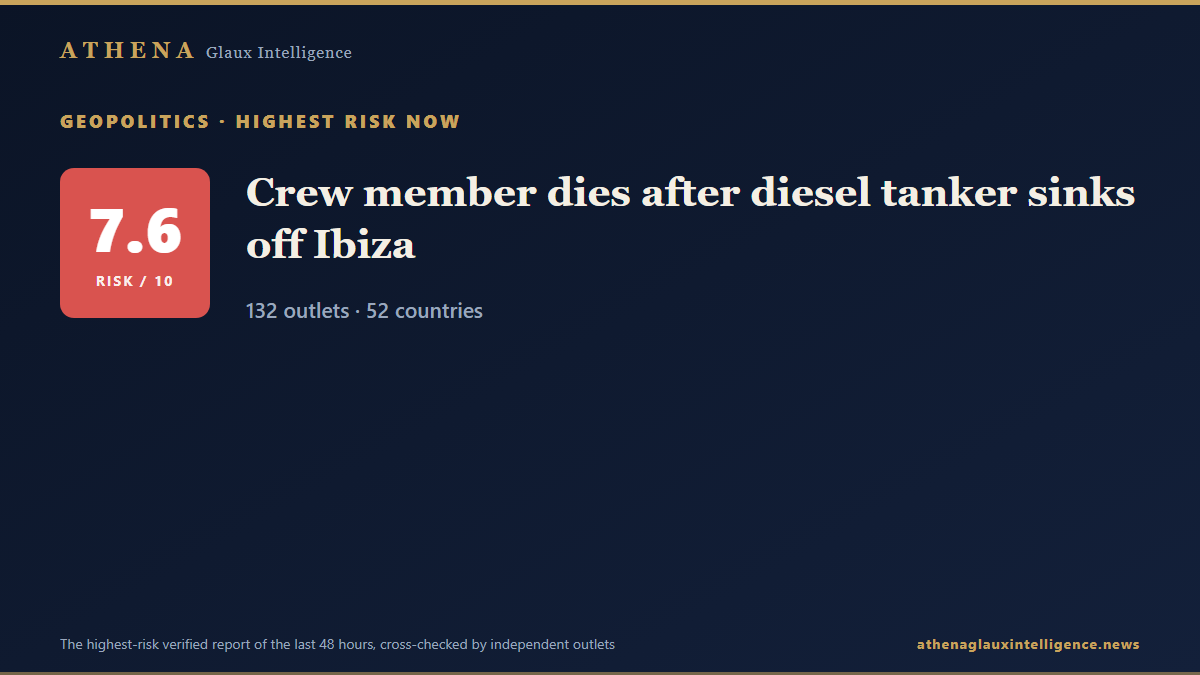 ATHENA Glaux Intelligence
GEOPOLITICS · HIGHEST RISK NOW
7.6
RISK / 10
Crew member dies after diesel tanker sinks
off Ibiza
132 outlets · 52 countries
The highest-risk verified report of the last 48 hours, cross-checked by independent outlets
athenaglauxintelligence.news